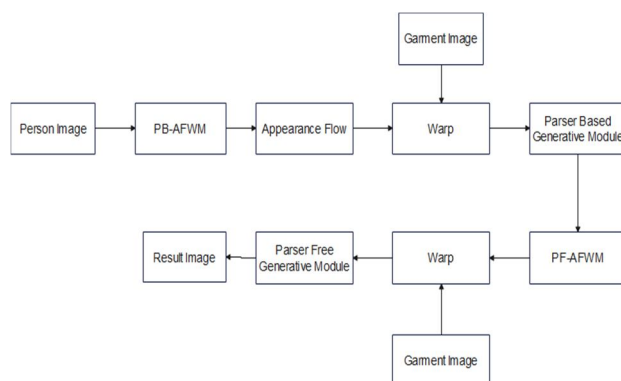 Garment Image
Person Image
PB-AFWM
Appearance Flow
Warp
Parser Based
Generative Module
Result Image
Parser Free
Generative Module
Warp
PF-AFWM
Garment Image